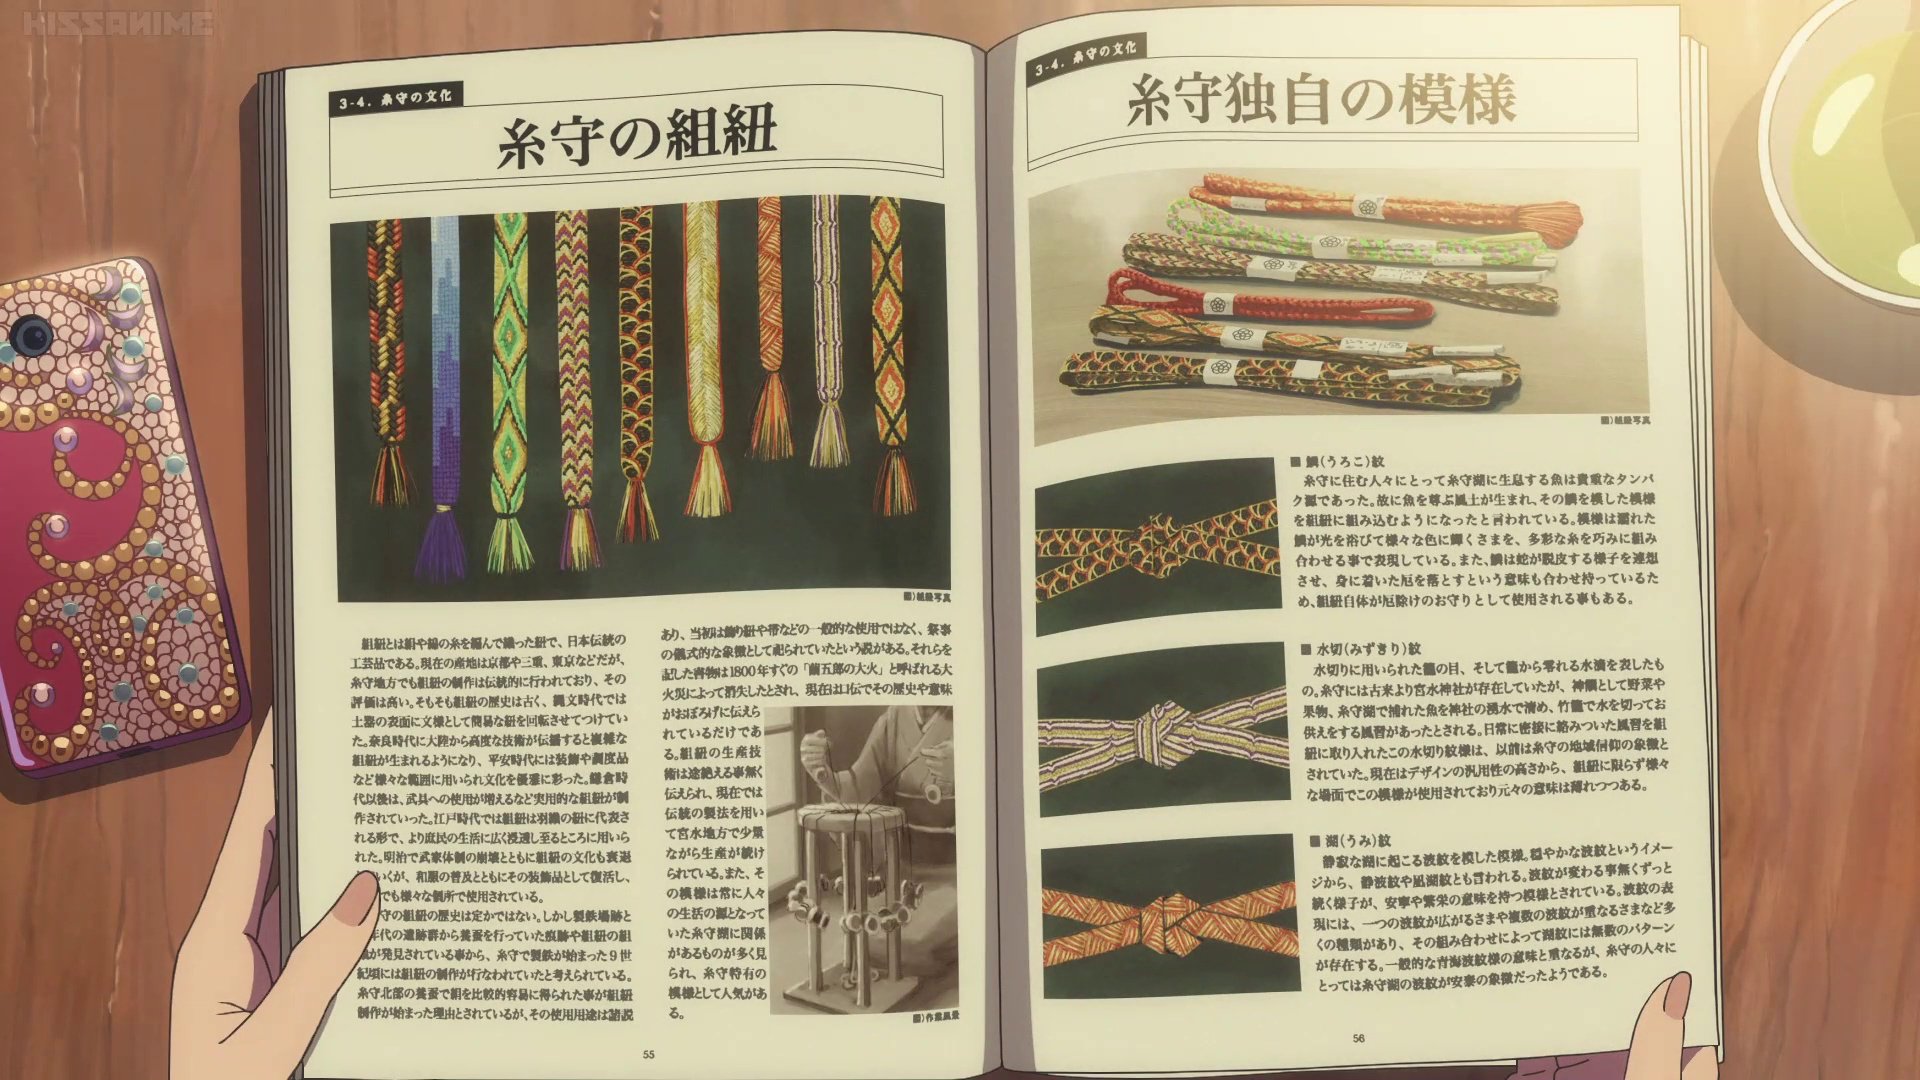 KISSANIME
3-4. 糸守の文化
糸守の組紐
図)組紐写真
組紐とは絹や綿の糸を編んで織った紐で、日本伝統の
工芸品である。現在の産地は京都や三重、東京などだが、
糸守地方でも組紐の制作は伝統的に行われており、その
評価は高い。そもそも組紐の歴史は古く、縄文時代では
土器の表面に文様として簡易な紐を回転させてつけてい
た。奈良時代に大陸から高度な技術が伝播すると複雑な
組紐が生まれるようになり、平安時代には装飾や調度品
など様々な範囲に用いられ文化を優雅に彩った。鎌倉時
代以後は、武具への使用が増えるなど実用的な組紐が制
作されていった。江戸時代では組紐は羽織の紐に代表さ
れる形で、より庶民の生活に広く浸透し至るところに用いら
れた。明治で武家体制の崩壊とともに組紐の文化も衰退
いくが、和服の普及とともにその装飾品として復活し、
でも様々な個所で使用されている。
守の組紐の歴史は定かではない。しかし製鉄場跡と
年代の遺跡群から養蚕を行っていた痕跡や組紐の組
が発見されている事から、糸守で製鉄が始まった9世
紀頃には組紐の制作が行なわれていたと考えられている。
糸守北部の養蚕で絹を比較的容易に得られた事が組紐
制作が始まった理由とされているが、その使用用途は諸説
あり、当初は飾り紐や帯などの一般的な使用ではなく、祭事
の儀式的な象徴として祀られていたという説がある。それらを
記した書物は1800年すぐの「繭五郎の大火」と呼ばれる大
火災によって消失したとされ、現在は口伝でその歴史や意味
がおぼろげに伝えら
れているだけであ
る。組紐の生産技
術は途絶える事無く
伝えられ、現在では
伝統の製法を用い
て宮水地方で少量
ながら生産が続け
られている。また、そ
の模様は常に人々
の生活の源となって
いた糸守湖に関係
があるものが多く見
られ、糸守特有の
模様として人気があ
る。
図)作業風景
55
3-4. 糸守の文化
糸守独自の模様
図)組紐写真
■ 鱗(うろこ)紋
糸守に住む人々にとって糸守湖に生息する魚は貴重なタンパ
ク源であった。故に魚を尊ぶ風土が生まれ、その鱗を模した模様
を組紐に組み込むようになったと言われている。模様は濡れた
鱗が光を浴びて様々な色に輝くさまを、多彩な糸を巧みに組み
合わせる事で表現している。また、鱗は蛇が脱皮する様子を連想
させ、身に着いた厄を落とすという意味も合わせ持っているた
め、組紐自体が厄除けのお守りとして使用される事もある。
■ 水切(みずきり)紋
水切りに用いられた籠の目、そして籠から零れる水滴を表したも
の。糸守には古来より宮水神社が存在していたが、神饌として野菜や
果物、糸守湖で捕れた魚を神社の湧水で清め、竹籠で水を切ってお
供えをする風習があったとされる。日常に密接に絡みついた風習を組
紐に取り入れたこの水切り紋様は、以前は糸守の地域信仰の象徴と
されていた。現在はデザインの汎用性の高さから、組紐に限らず様々
な場面でこの模様が使用されており元々の意味は薄れつつある。
■ 湖(うみ)紋
静寂な湖に起こる波紋を模した模様。穏やかな波紋というイメー
ジから、静波紋や凪湖紋とも言われる。波紋が変わる事無くずっと
続く様子が、安寧や繁栄の意味を持つ模様とされている。波紋の表
現には、一つの波紋が広がるさまや複数の波紋が重なるさまなど多
くの種類があり、その組み合わせによって湖紋には無数のパターン
が存在する。一般的な青海波紋様の意味と重なるが、糸守の人々に
とっては糸守湖の波紋が安泰の象徴だったようである。
56